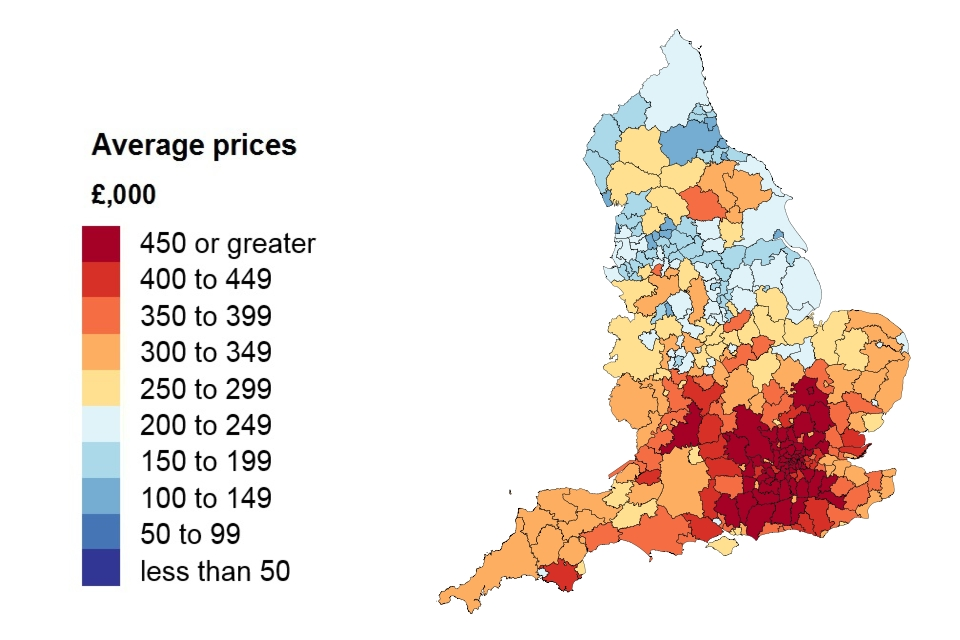 Average prices
£,000
450 or greater
400 to 449
350 to 399
300 to 349
250 to 299
200 to 249
150 to 199
100 to 149
50 to 99
less than 50